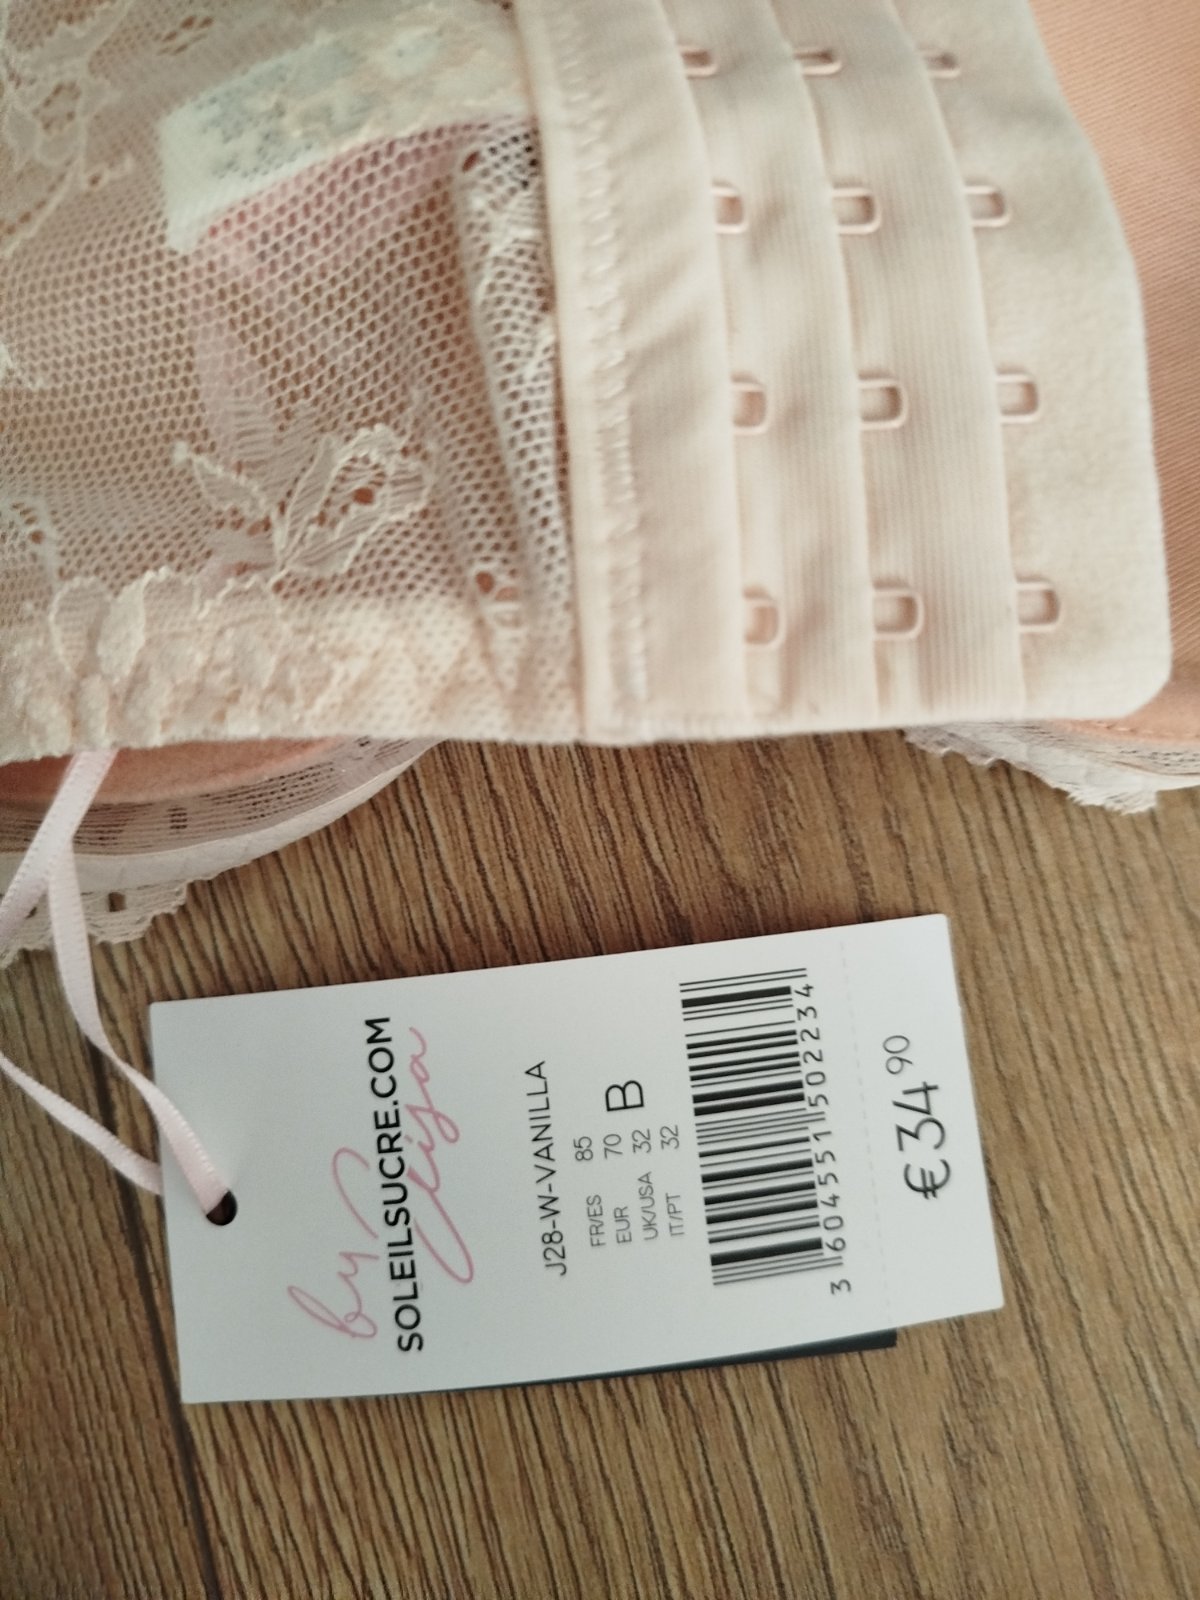 by Lisa
SOLEILSUCRE.COM
J28-W-VANILLA
FR/ES 85
EUR 70 B
UK/USA 32
IT/PT 32
3 604551 502234
€34.90